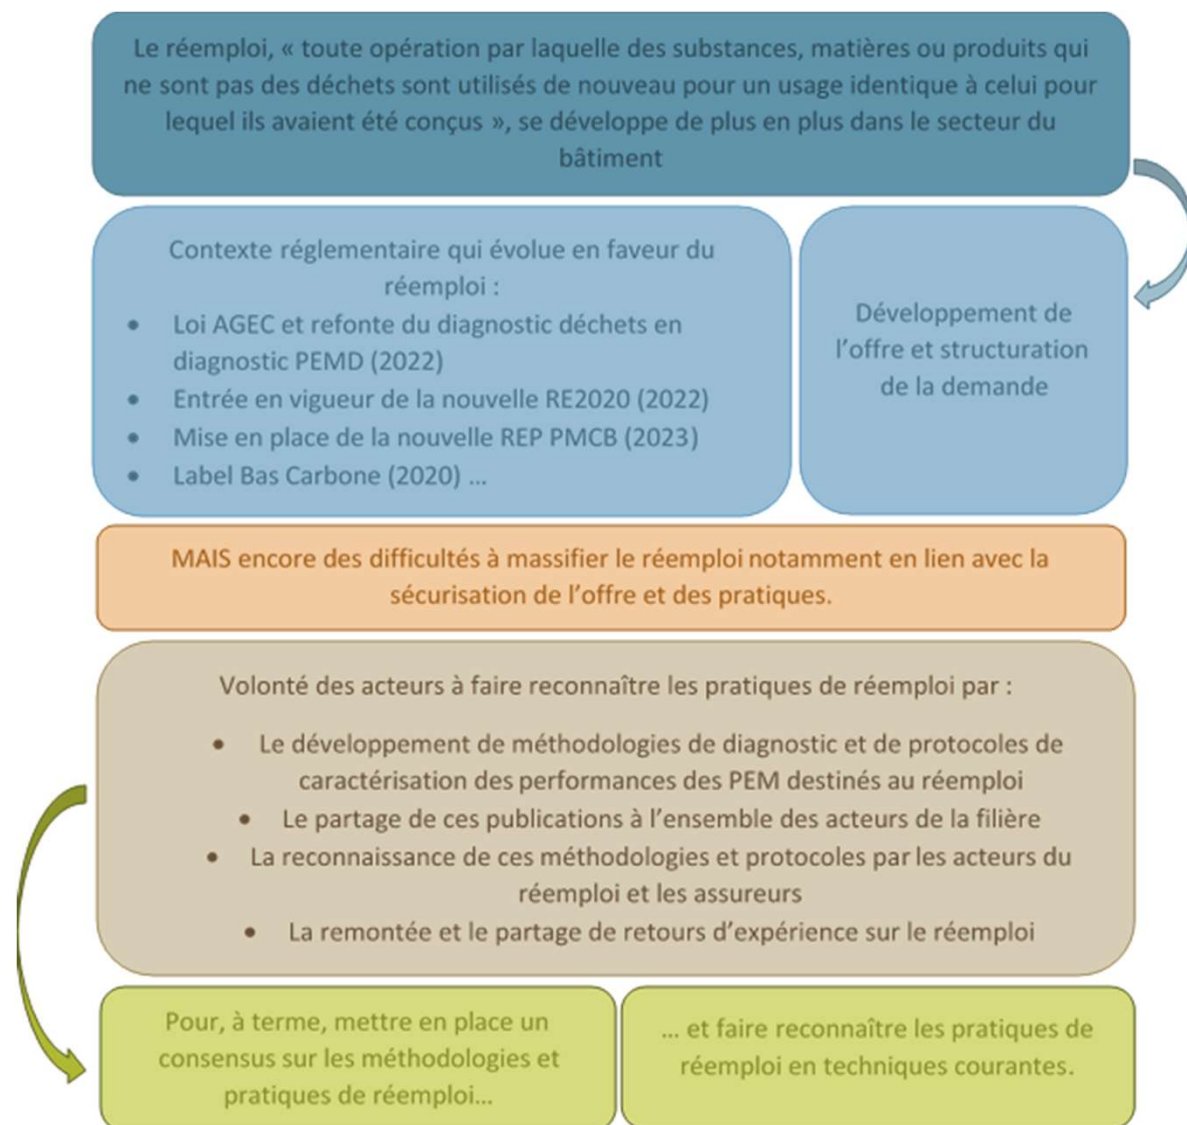 Le réemploi, « toute opération par laquelle des substances, matières ou produits qui
ne sont pas des déchets sont utilisés de nouveau pour un usage identique à celui pour
lequel ils avaient été conçus », se développe de plus en plus dans le secteur du
bâtiment
Contexte réglementaire qui évolue en faveur du
réemploi :
• Loi AGEC et refonte du diagnostic déchets en
diagnostic PEMD (2022)
• Entrée en vigueur de la nouvelle RE2020 (2022)
• Mise en place de la nouvelle REP PMCB (2023)
• Label Bas Carbone (2020) ...
Développement de
l'offre et structuration
de la demande
MAIS encore des difficultés à massifier le réemploi notamment en lien avec la
sécurisation de l'offre et des pratiques.
Volonté des acteurs à faire reconnaître les pratiques de réemploi par :
• Le développement de méthodologies de diagnostic et de protocoles de
caractérisation des performances des PEM destinés au réemploi
• Le partage de ces publications à l'ensemble des acteurs de la filière
• La reconnaissance de ces méthodologies et protocoles par les acteurs du
réemploi et les assureurs
• La remontée et le partage de retours d'expérience sur le réemploi
Pour, à terme, mettre en place un
consensus sur les méthodologies et
pratiques de réemploi...
... et faire reconnaître les pratiques de
réemploi en techniques courantes.